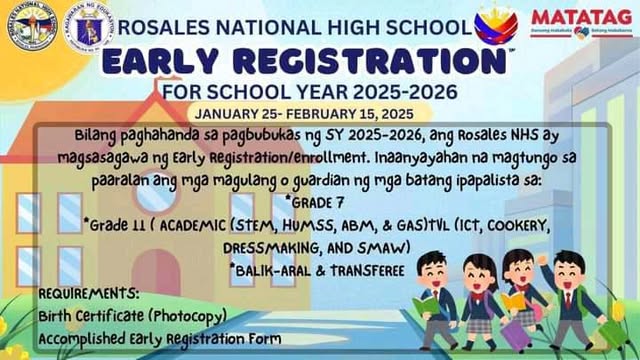 ROSALES NATIONAL HIGH SCHOOL
MATATAG
EARLY REGISTRATION
FOR SCHOOL YEAR 2025-2026
JANUARY 25- FEBRUARY 15, 2025
Bilang paghahanda sa pagbubukas ng SY 2025-2026, ang Rosales NHS ay
magsasagawa ng Early Registration/enrollment. Inaanyayahan na magtungo sa
paaralan ang mga magulang o guardian ng mga batang ipapalista sa:
*GRADE 7
*Grade 11 ( ACADEMIC (STEM, HUMSS, ABM, & GAS)TVL (ICT, COOKERY,
DRESSMAKING, AND SMAW)
*BALIK-ARAL & TRANSFEREE
REQUIREMENTS:
Birth Certificate (Photocopy)
Accomplished Early Registration Form